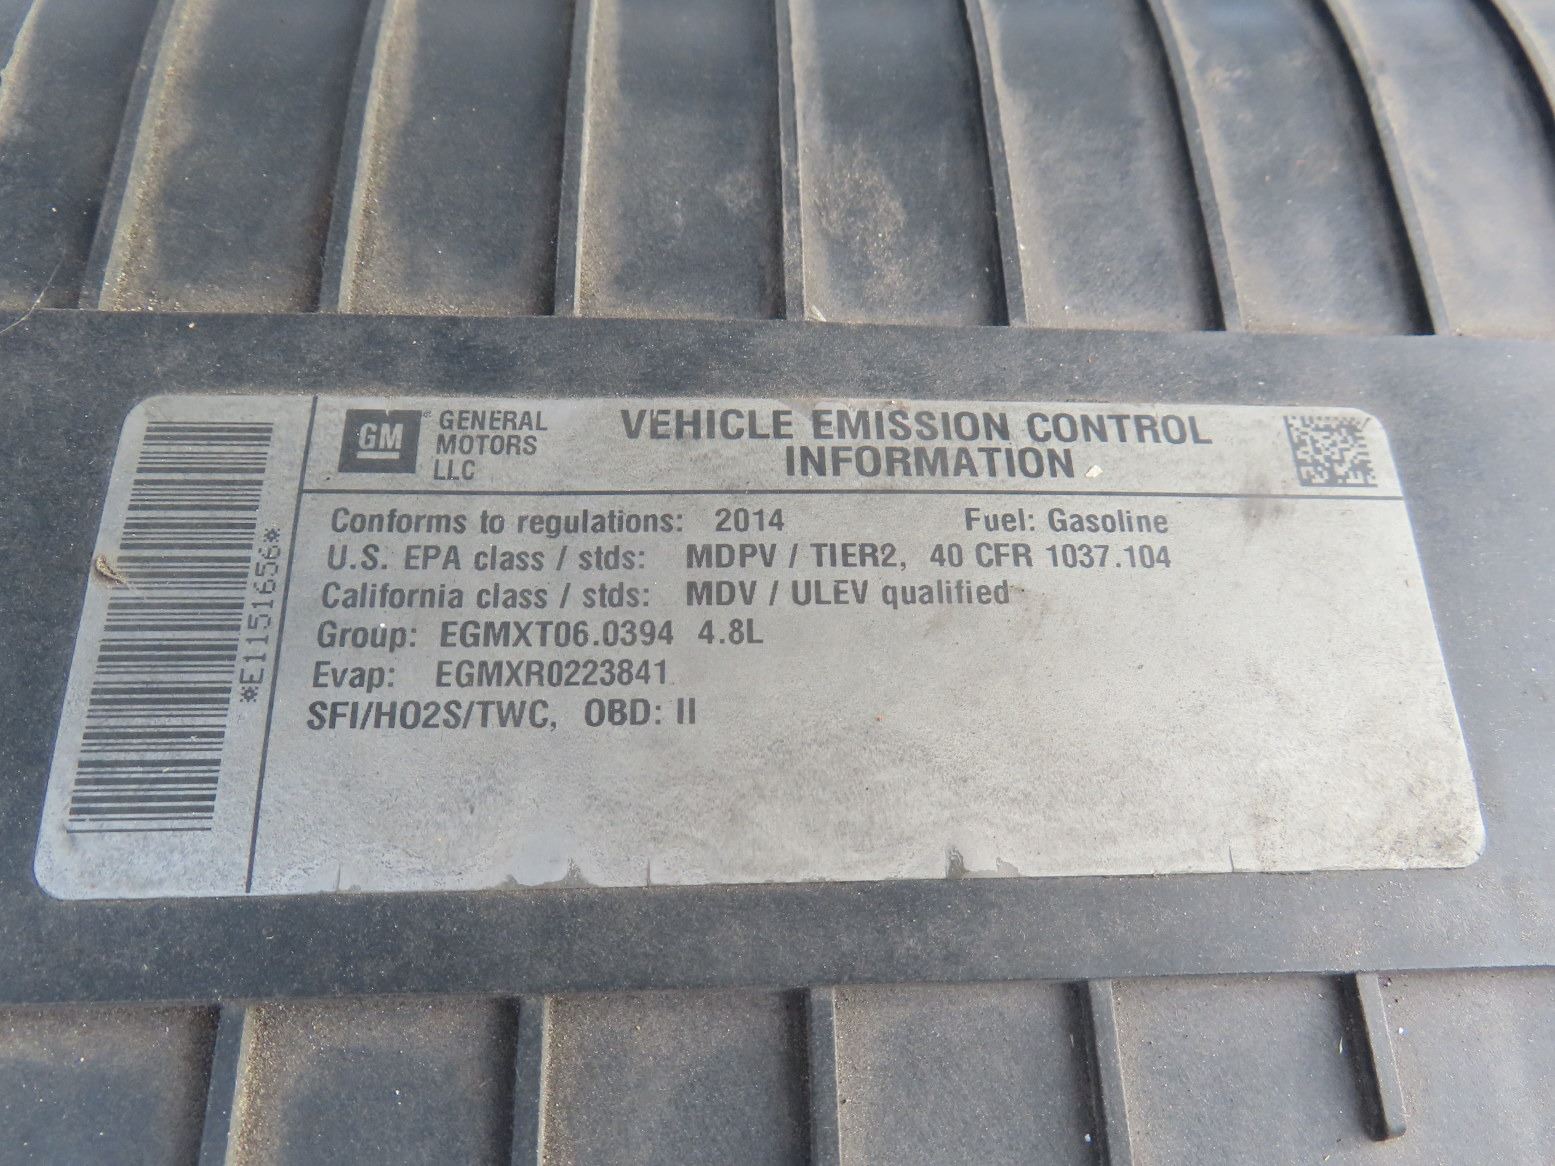 *E1151656*
GM
GENERAL
MOTORS
LLC
VEHICLE EMISSION CONTROL
INFORMATION
Conforms to regulations: 2014 Fuel: Gasoline
U.S. EPA class / stds: MDPV / TIER2, 40 CFR 1037.104
California class / stds: MDV / ULEV qualified
Group: EGMXT06.0394 4.8L
Evap: EGMXR0223841
SFI/HO2S/TWC, OBD: II